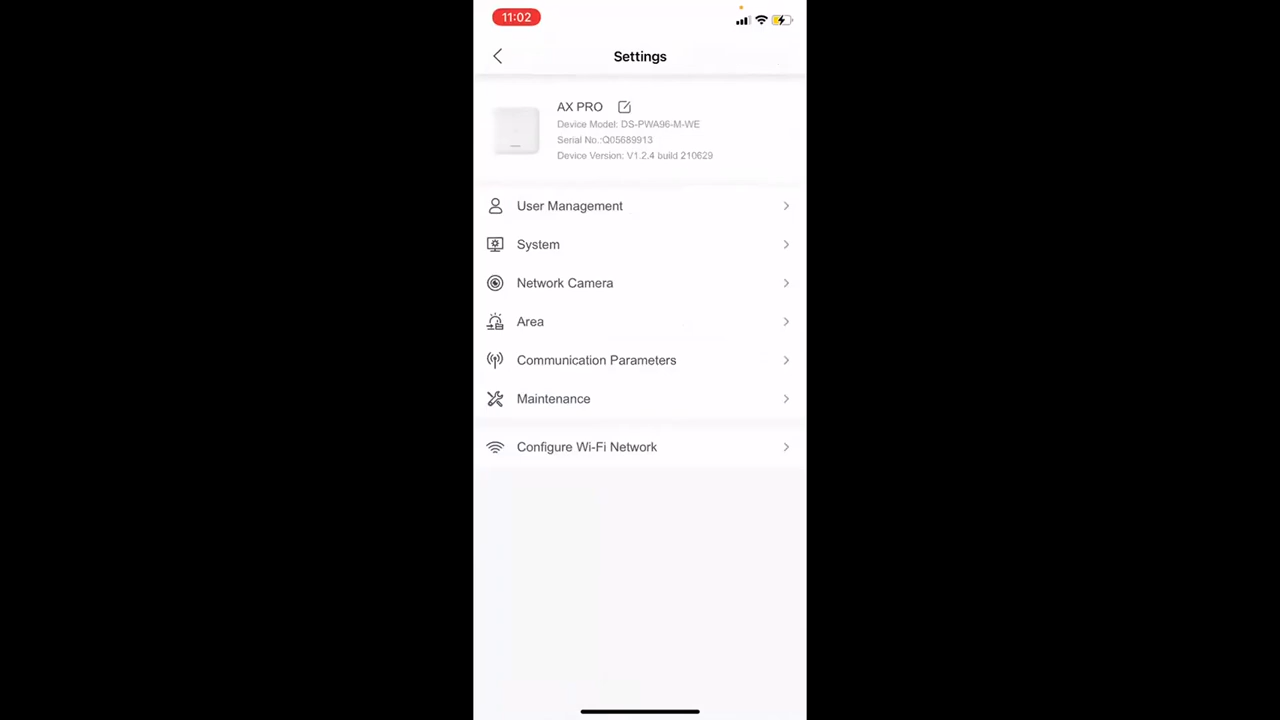 11:02
Settings
AX PRO
Device Model: DS-PWA96-M-WE
Serial No.:Q05689913
Device Version: V1.2.4 build 210629
User Management
System
Network Camera
Area
Communication Parameters
Maintenance
Configure Wi-Fi Network